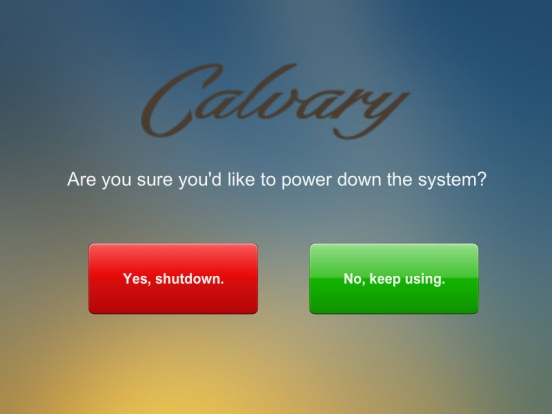 Calvary
Are you sure you'd like to power down the system?
Yes, shutdown.
No, keep using.